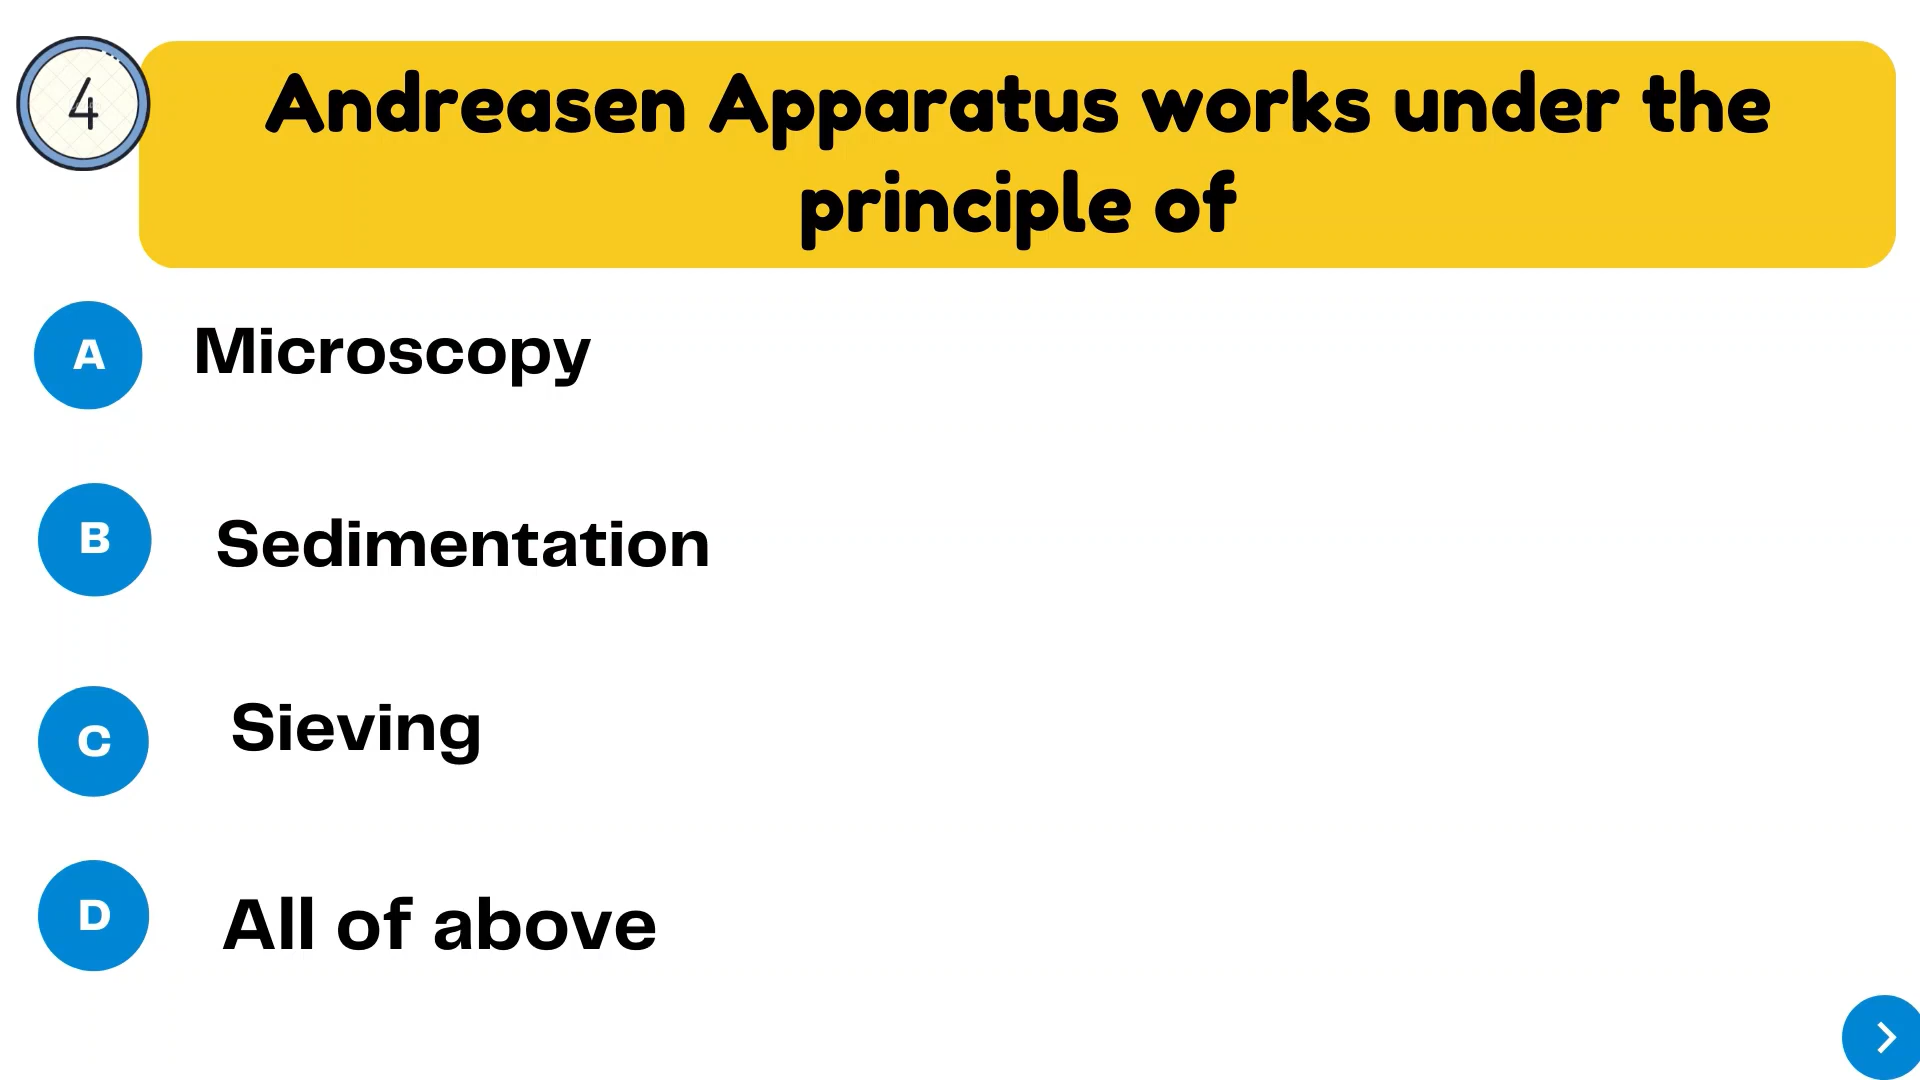 4
Andreasen Apparatus works under the
principle of
A Microscopy
B Sedimentation
C Sieving
D All of above